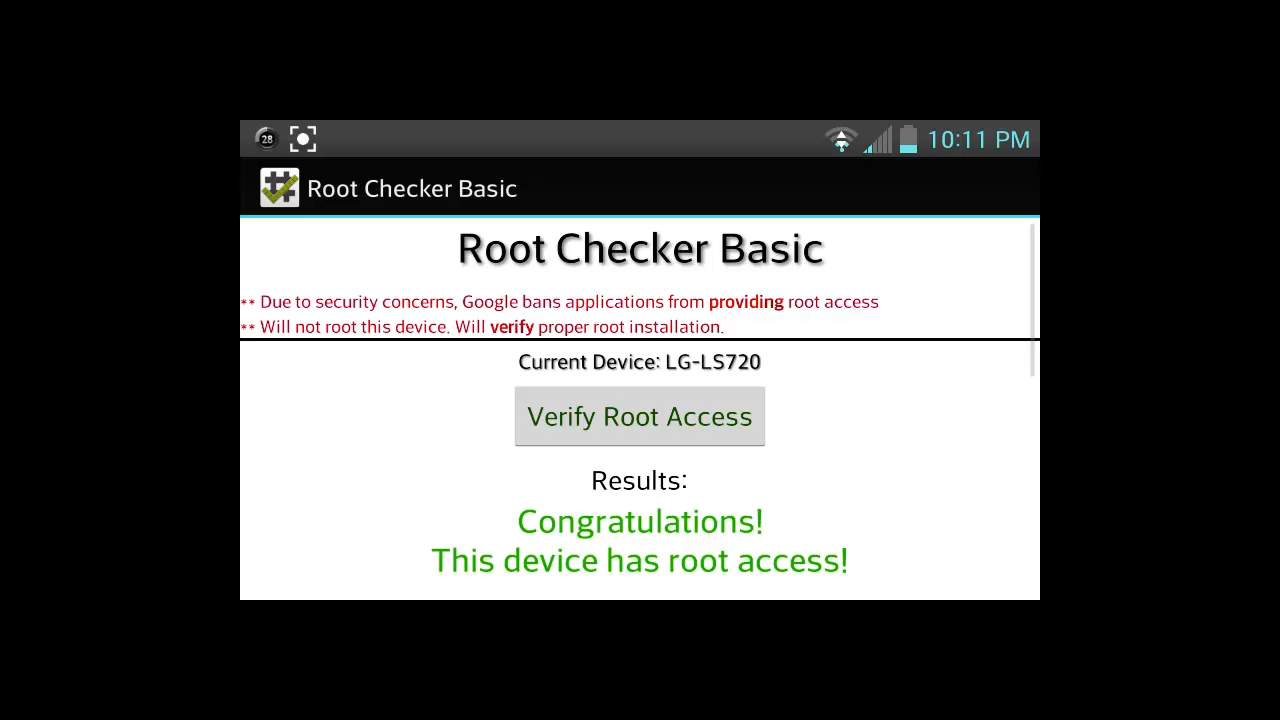 28
10:11 PM
Root Checker Basic
Root Checker Basic
** Due to security concerns, Google bans applications from providing root access
** Will not root this device. Will verify proper root installation.
Current Device: LG-LS720
Verify Root Access
Results:
Congratulations!
This device has root access!